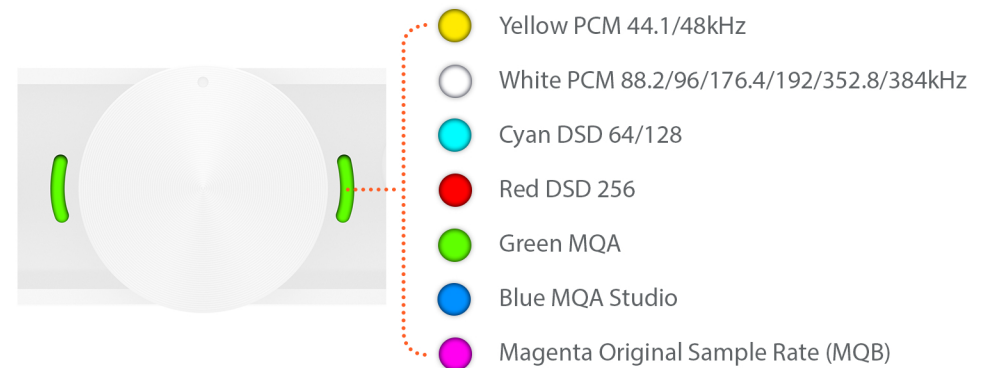 Yellow PCM 44.1/48kHz
White PCM 88.2/96/176.4/192/352.8/384kHz
Cyan DSD 64/128
Red DSD 256
Green MQA
Blue MQA Studio
Magenta Original Sample Rate (MQB)